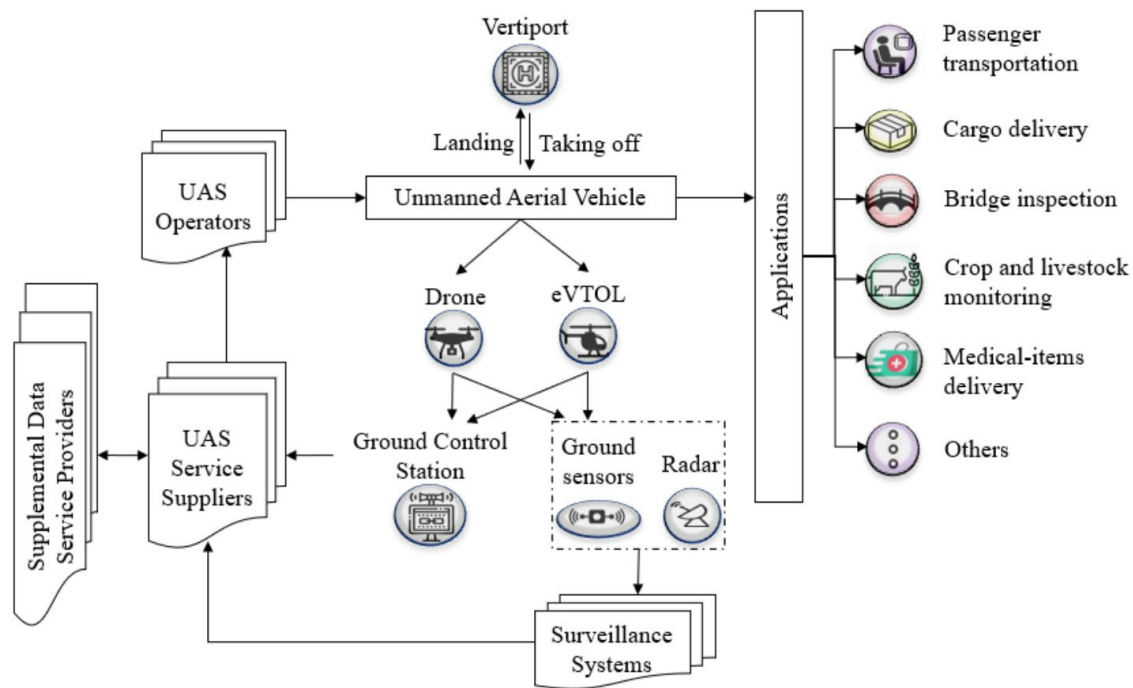 Vertiport
Landing
Taking off
UAS
Operators
Unmanned Aerial Vehicle
Drone
eVTOL
Supplemental Data
Service Providers
UAS
Service
Suppliers
Ground Control
Station
Ground
sensors
Radar
Surveillance
Systems
Applications
Passenger
transportation
Cargo delivery
Bridge inspection
Crop and livestock
monitoring
Medical-items
delivery
Others